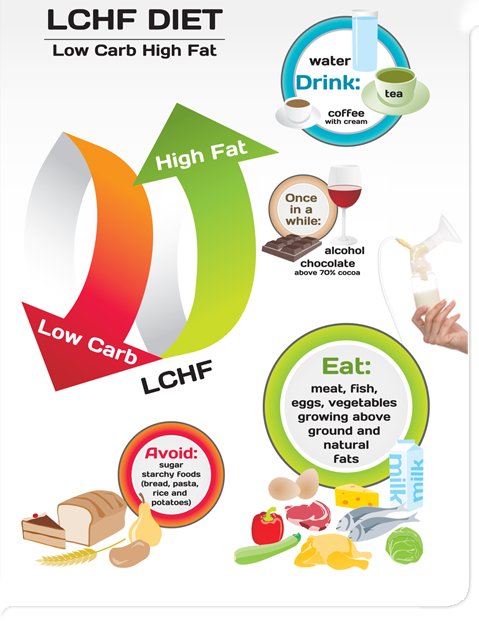 LCHF DIET
Low Carb High Fat
water
Drink:
tea
coffee
with cream
High Fat
Once
in a
while:
alcohol
chocolate
above 70% cocoa
Low Carb
LCHF
Eat:
meat, fish,
eggs, vegetables
growing above
ground and
natural
fats
Avoid:
sugar
starchy foods
(bread, pasta,
rice and
potatoes)
milk
milk